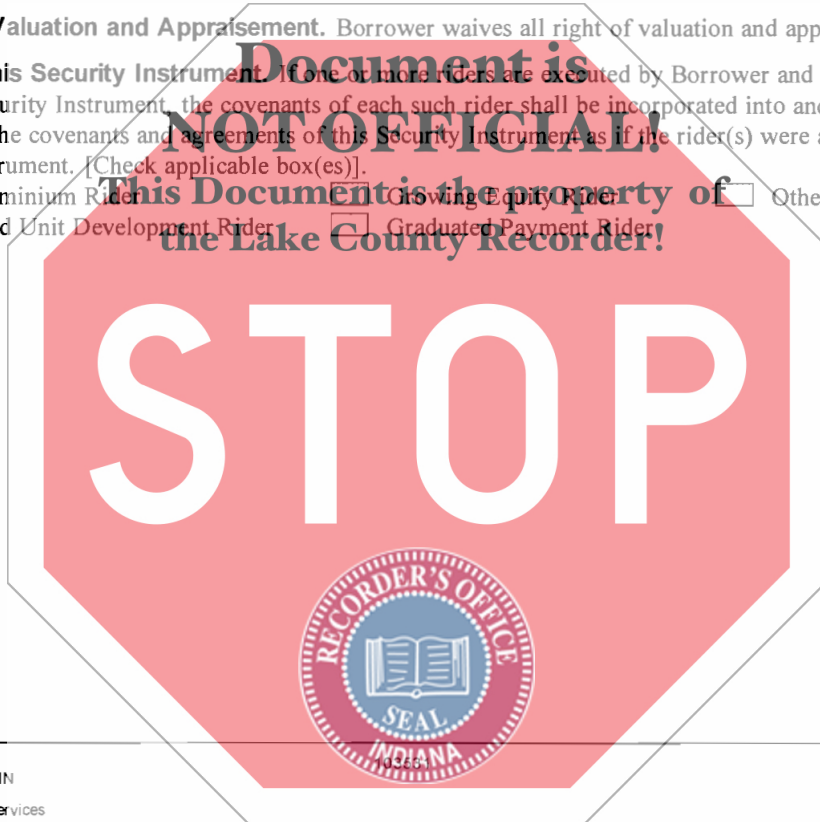 Valuation and Appraisement. Borrower waives all right of valuation and app
Document is
is Security Instrument. If one or more riders are executed by Borrower and
urity Instrument, the covenants of each such rider shall be incorporated into and
NOT OFFICIAL!
he covenants and agreements of this Security Instrument as if the rider(s) were a
rument. [Check applicable box(es)].
This Document is the property of
minium Rider Growing Equity Rider Othe
d Unit Development Rider Graduated Payment Rider
the Lake County Recorder!
STOP
RECORDER'S OFFICE
SEAL
INDIANA
IN
ervices